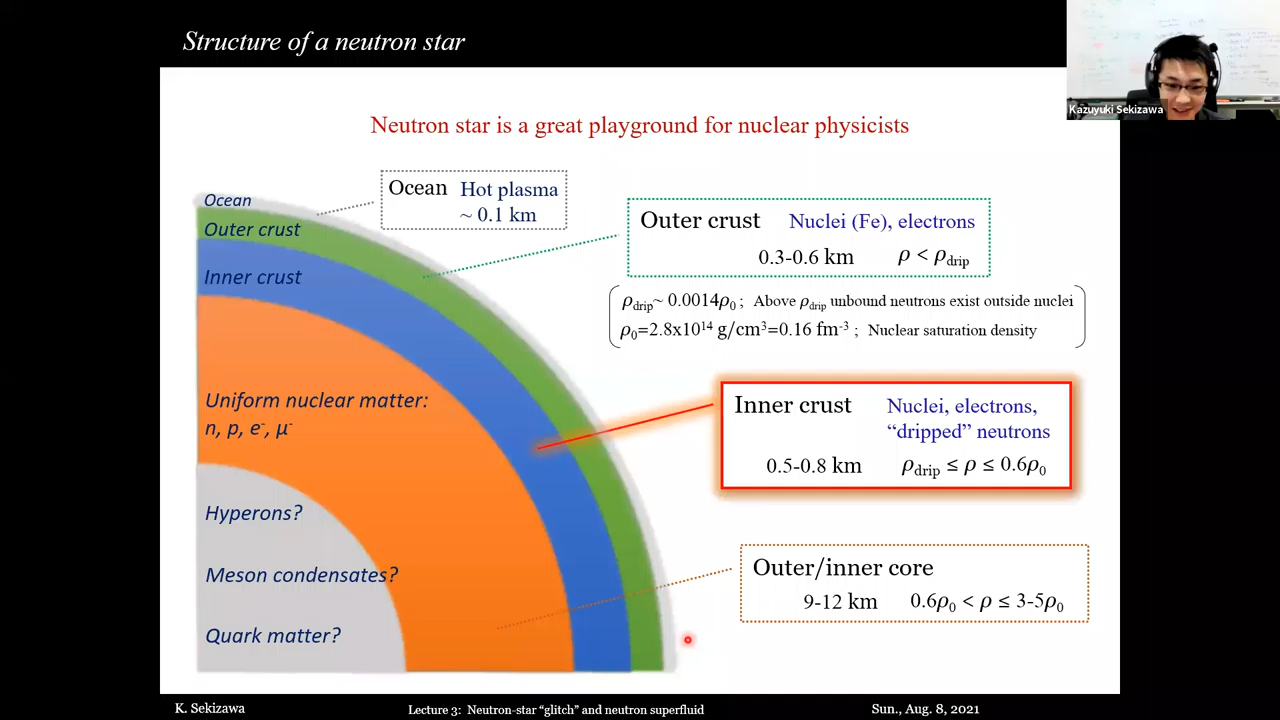 Structure of a neutron star
Kazuyuki Sekizawa
Neutron star is a great playground for nuclear physicists
Ocean
Outer crust
Inner crust
Uniform nuclear matter:
n, p, e⁻, μ⁻
Hyperons?
Meson condensates?
Quark matter?
Ocean Hot plasma
~ 0.1 km
Outer crust Nuclei (Fe), electrons
0.3-0.6 km ρ < ρdrip
ρdrip~ 0.0014ρ0 ; Above ρdrip unbound neutrons exist outside nuclei
ρ0=2.8x10¹⁴ g/cm³=0.16 fm⁻³ ; Nuclear saturation density
Inner crust Nuclei, electrons,
“dripped” neutrons
0.5-0.8 km ρdrip ≤ ρ ≤ 0.6ρ0
Outer/inner core
9-12 km 0.6ρ0 < ρ ≤ 3-5ρ0
K. Sekizawa
Lecture 3: Neutron-star “glitch” and neutron superfluid
Sun., Aug. 8, 2021